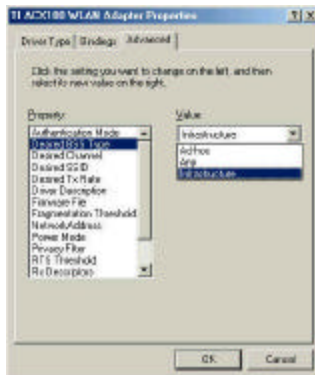 TI ACX100 WLAN Adapter Properties
Driver Type
Bindings
Advanced
Click the setting you want to change on the left, and then
select its new value on the right.
Property:
Value:
Authentication Mode
Desired BSS Type
Desired Channel
Desired SSID
Desired Tx Rate
Driver Description
Firmware File
Fragmentation Threshold
NetworkAddress
Power Mode
Privacy Filter
RTS Threshold
Rx Descriptors
Infrastructure
AdHoc
Any
Infrastructure
OK
Cancel